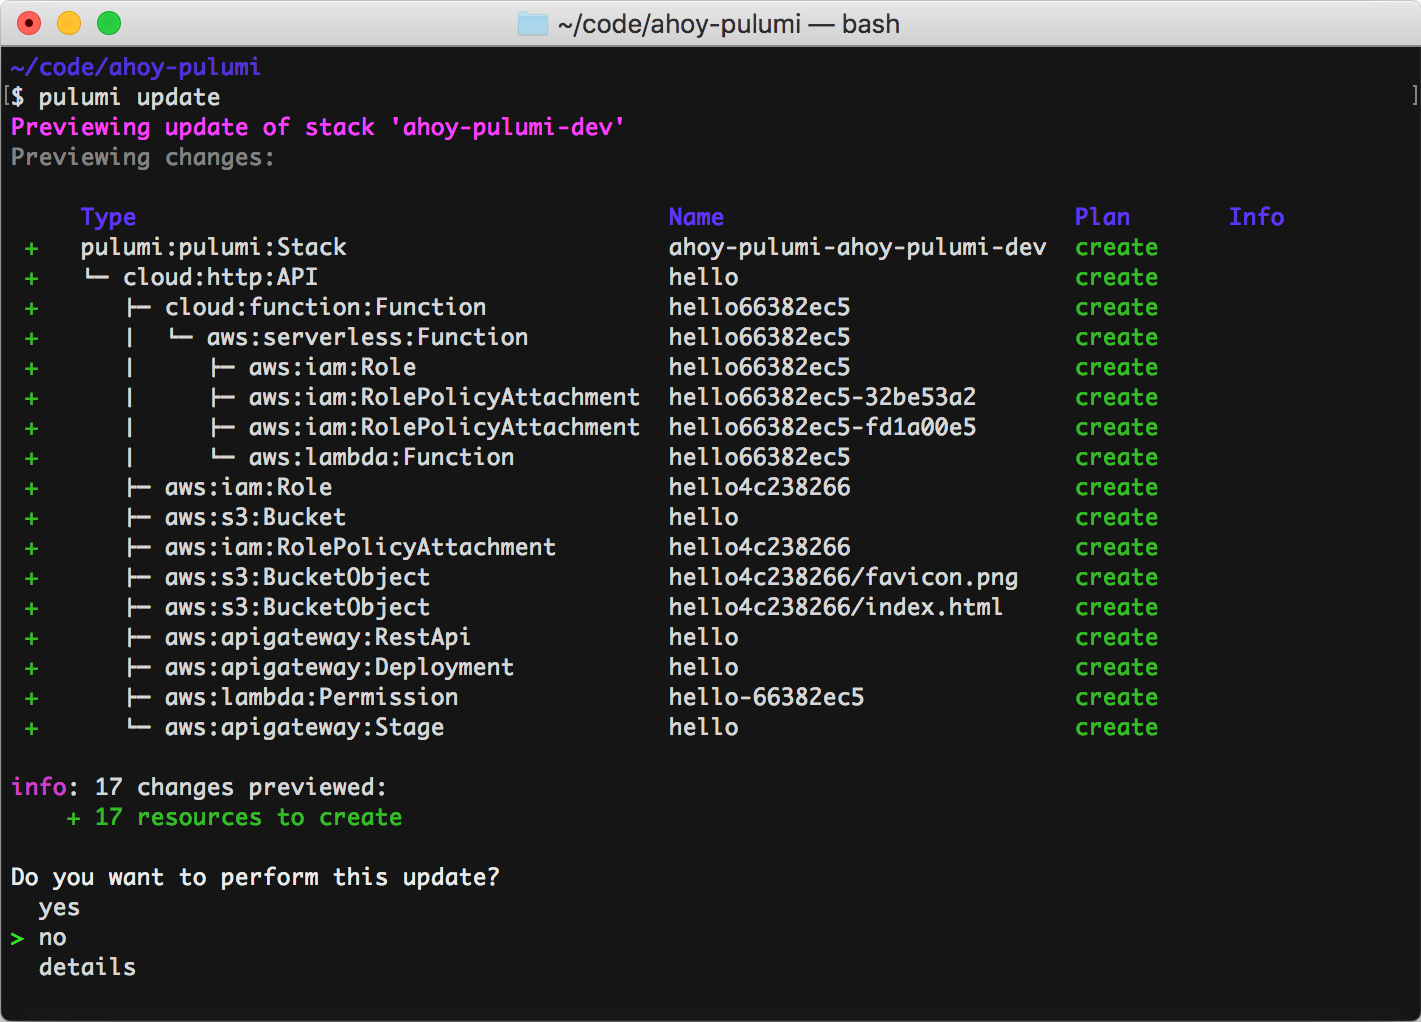 ~/code/ahoy-pulumi — bash
~/code/ahoy-pulumi
[$ pulumi update ]
Previewing update of stack 'ahoy-pulumi-dev'
Previewing changes:
Type Name Plan Info
+ pulumi:pulumi:Stack ahoy-pulumi-ahoy-pulumi-dev create
+ └─ cloud:http:API hello create
+ ├─ cloud:function:Function hello66382ec5 create
+ | └─ aws:serverless:Function hello66382ec5 create
+ | ├─ aws:iam:Role hello66382ec5 create
+ | ├─ aws:iam:RolePolicyAttachment hello66382ec5-32be53a2 create
+ | ├─ aws:iam:RolePolicyAttachment hello66382ec5-fd1a00e5 create
+ | └─ aws:lambda:Function hello66382ec5 create
+ ├─ aws:iam:Role hello4c238266 create
+ ├─ aws:s3:Bucket hello create
+ ├─ aws:iam:RolePolicyAttachment hello4c238266 create
+ ├─ aws:s3:BucketObject hello4c238266/favicon.png create
+ ├─ aws:s3:BucketObject hello4c238266/index.html create
+ ├─ aws:apigateway:RestApi hello create
+ ├─ aws:apigateway:Deployment hello create
+ ├─ aws:lambda:Permission hello-66382ec5 create
+ └─ aws:apigateway:Stage hello create
info: 17 changes previewed:
+ 17 resources to create
Do you want to perform this update?
yes
> no
details